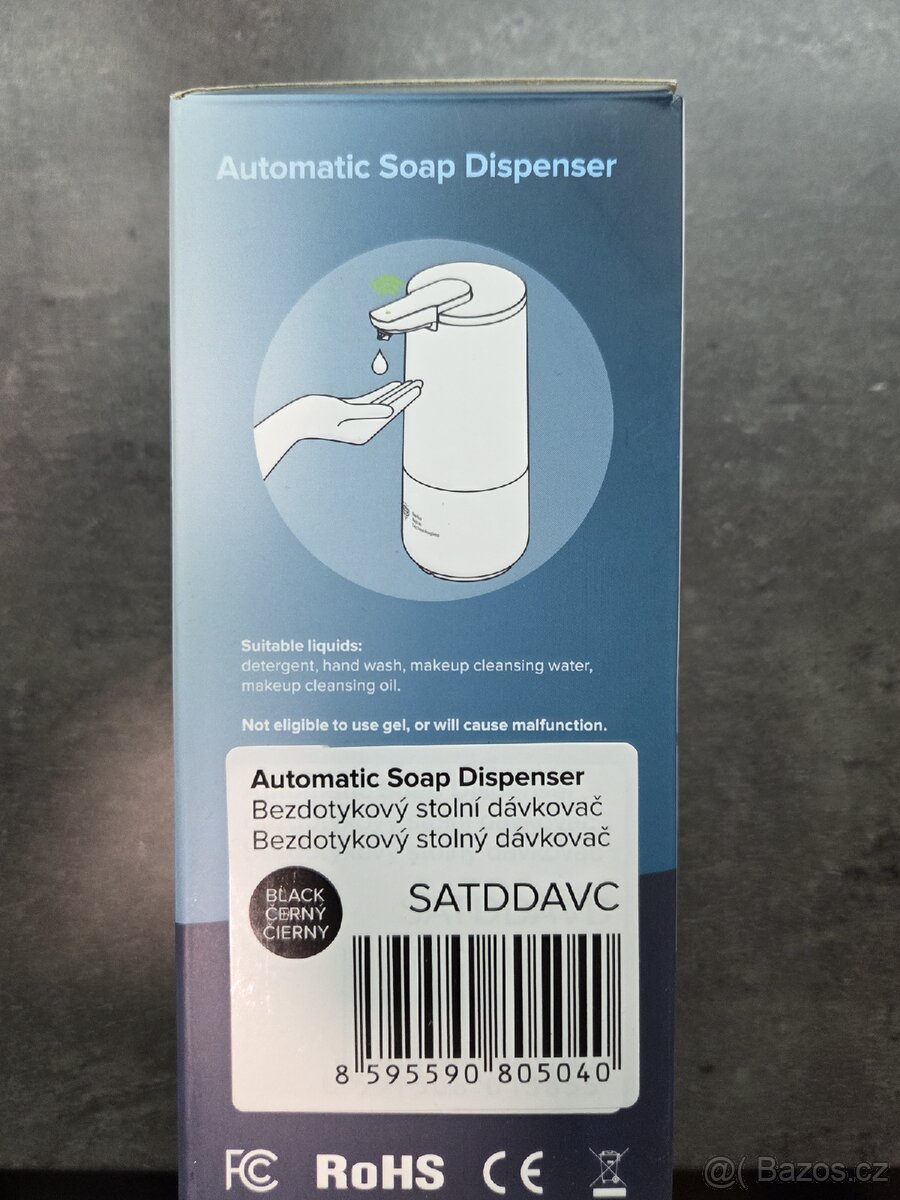 Automatic Soap Dispenser
Suitable liquids:
detergent, hand wash, makeup cleansing water,
makeup cleansing oil.
Not eligible to use gel, or will cause malfunction.
Automatic Soap Dispenser
Bezdotykový stolní dávkovač
Bezdotykový stolný dávkovač
BLACK
ČERNÝ
ČIERNY
SATDDAVC
8 595590 805040
FC RoHS CE
@( Bazos.cz